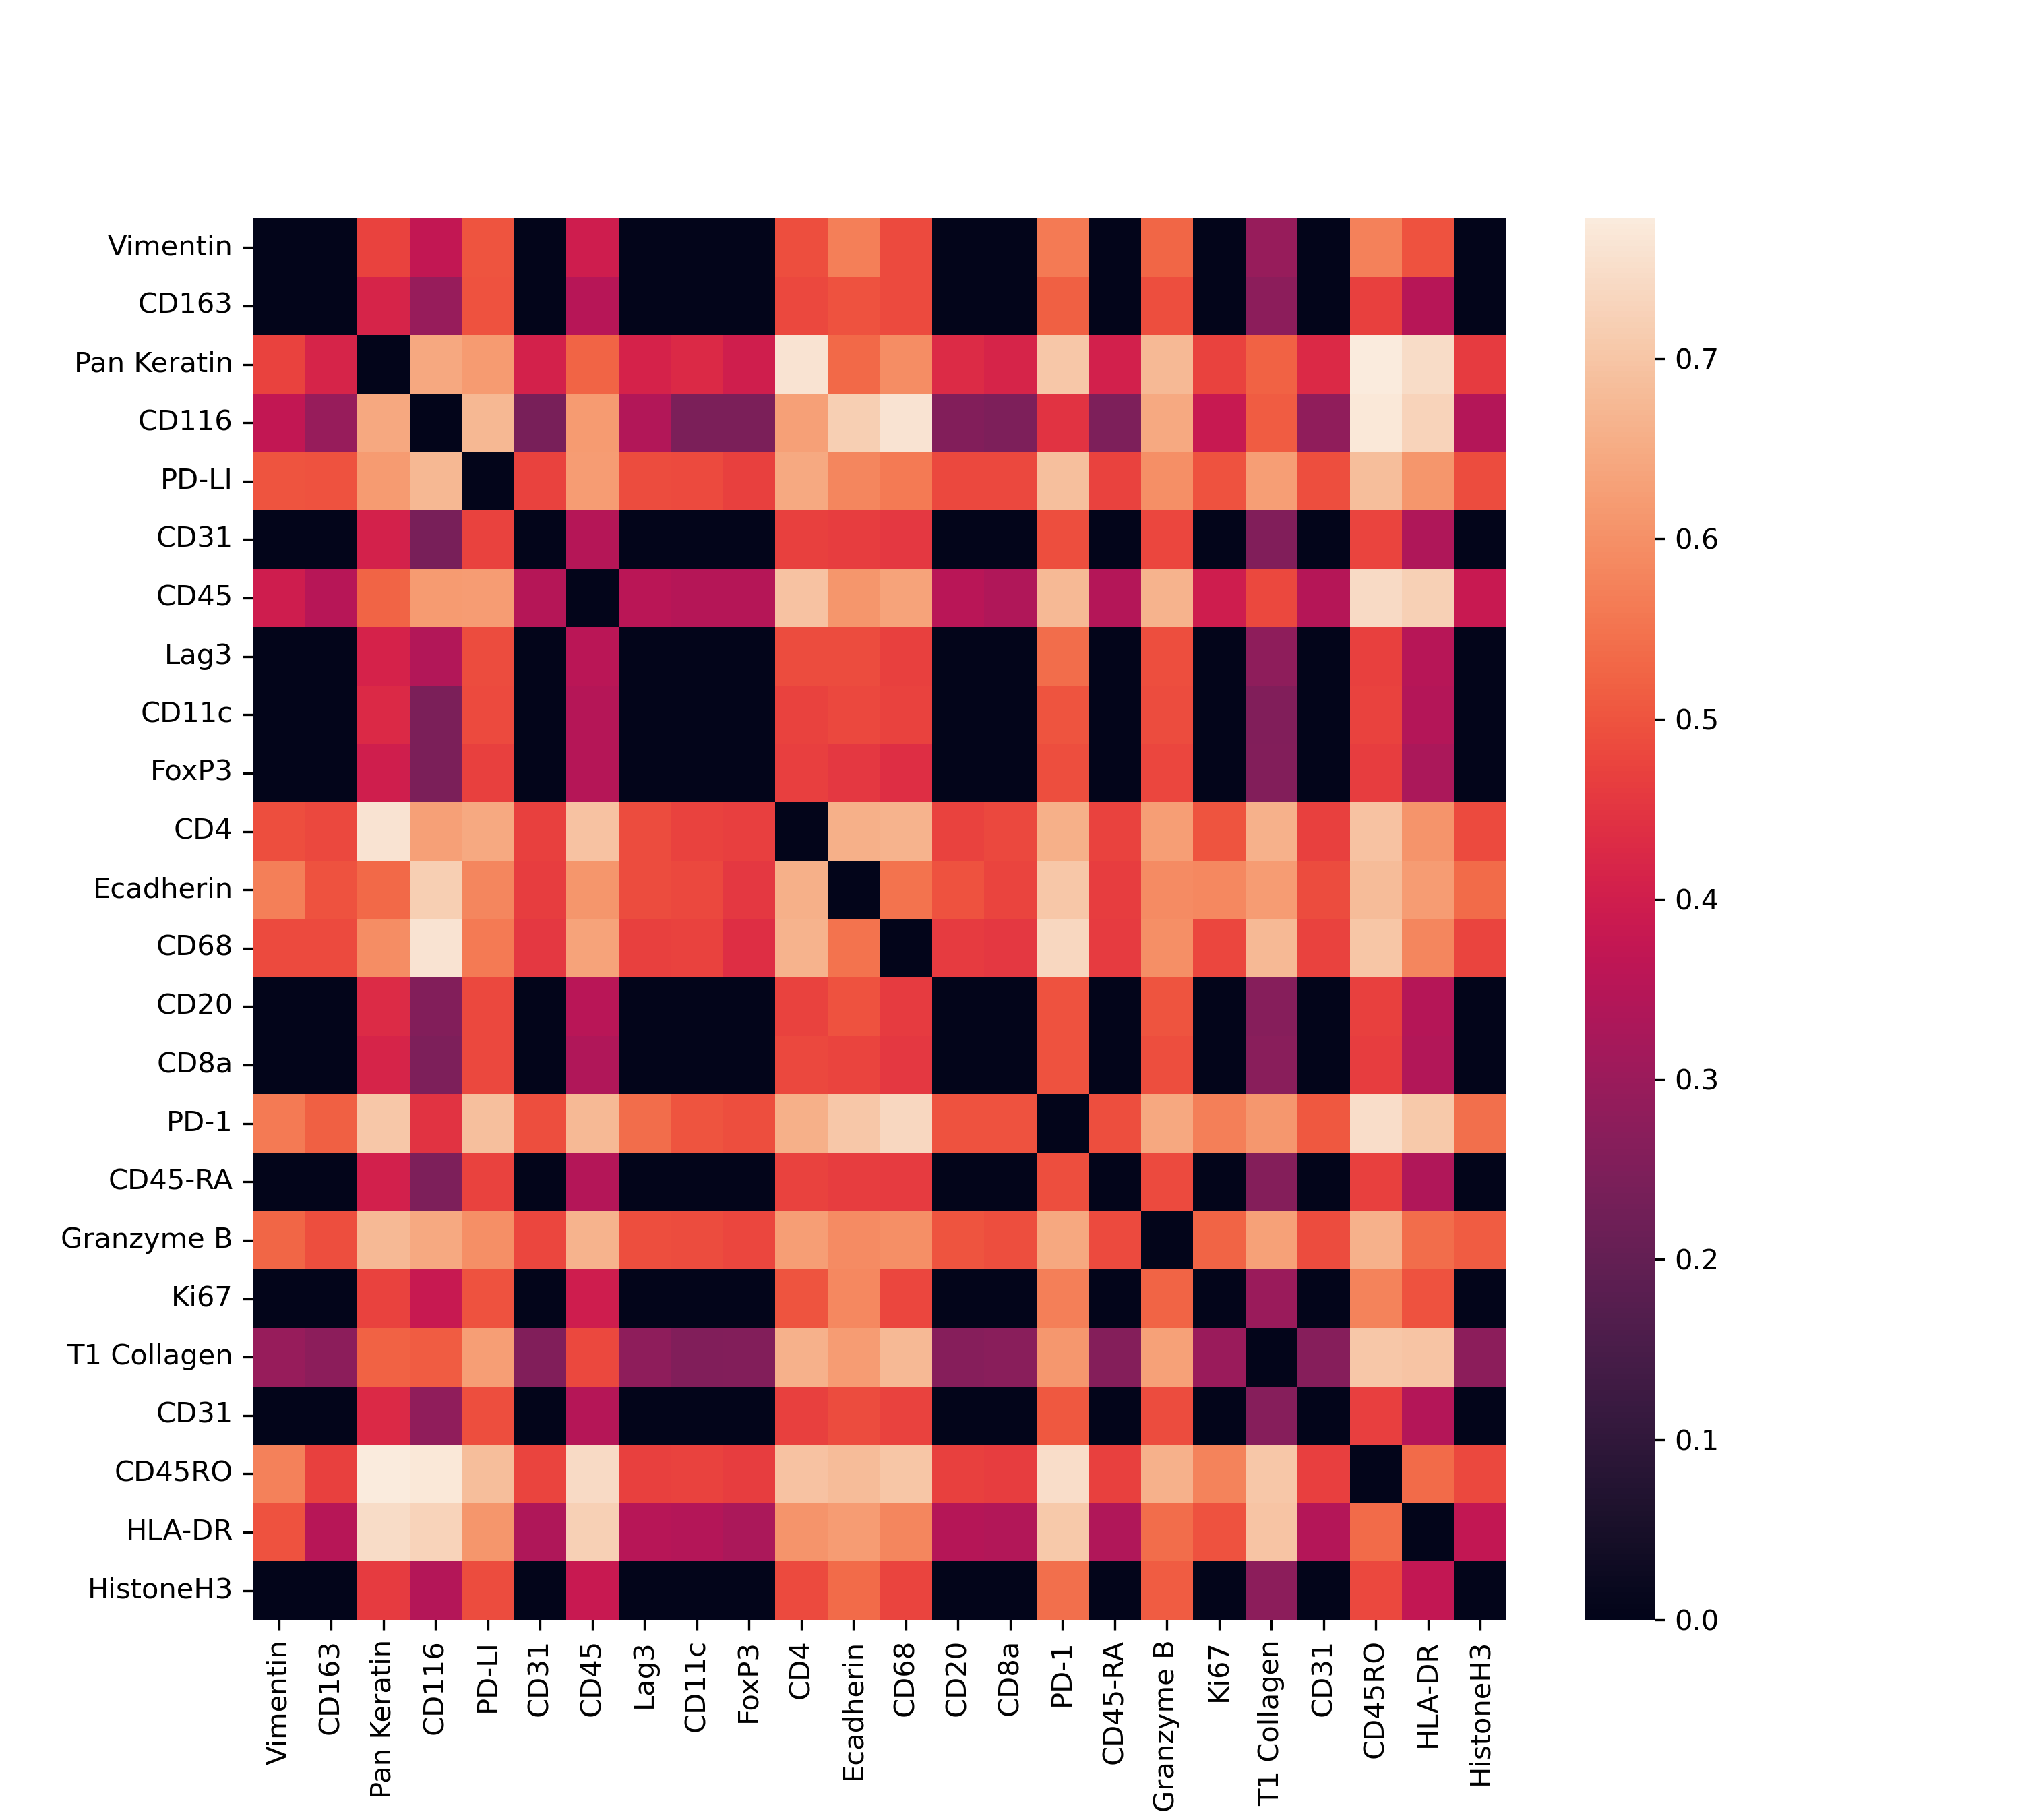 Vimentin
CD163
Pan Keratin
CD116
PD-LI
CD31
CD45
Lag3
CD11c
FoxP3
CD4
Ecadherin
CD68
CD20
CD8a
PD-1
CD45-RA
Granzyme B
Ki67
T1 Collagen
CD31
CD45RO
HLA-DR
HistoneH3
Vimentin
CD163
Pan Keratin
CD116
PD-LI
CD31
CD45
Lag3
CD11c
FoxP3
CD4
Ecadherin
CD68
CD20
CD8a
PD-1
CD45-RA
Granzyme B
Ki67
T1 Collagen
CD31
CD45RO
HLA-DR
HistoneH3
0.7
0.6
0.5
0.4
0.3
0.2
0.1
0.0